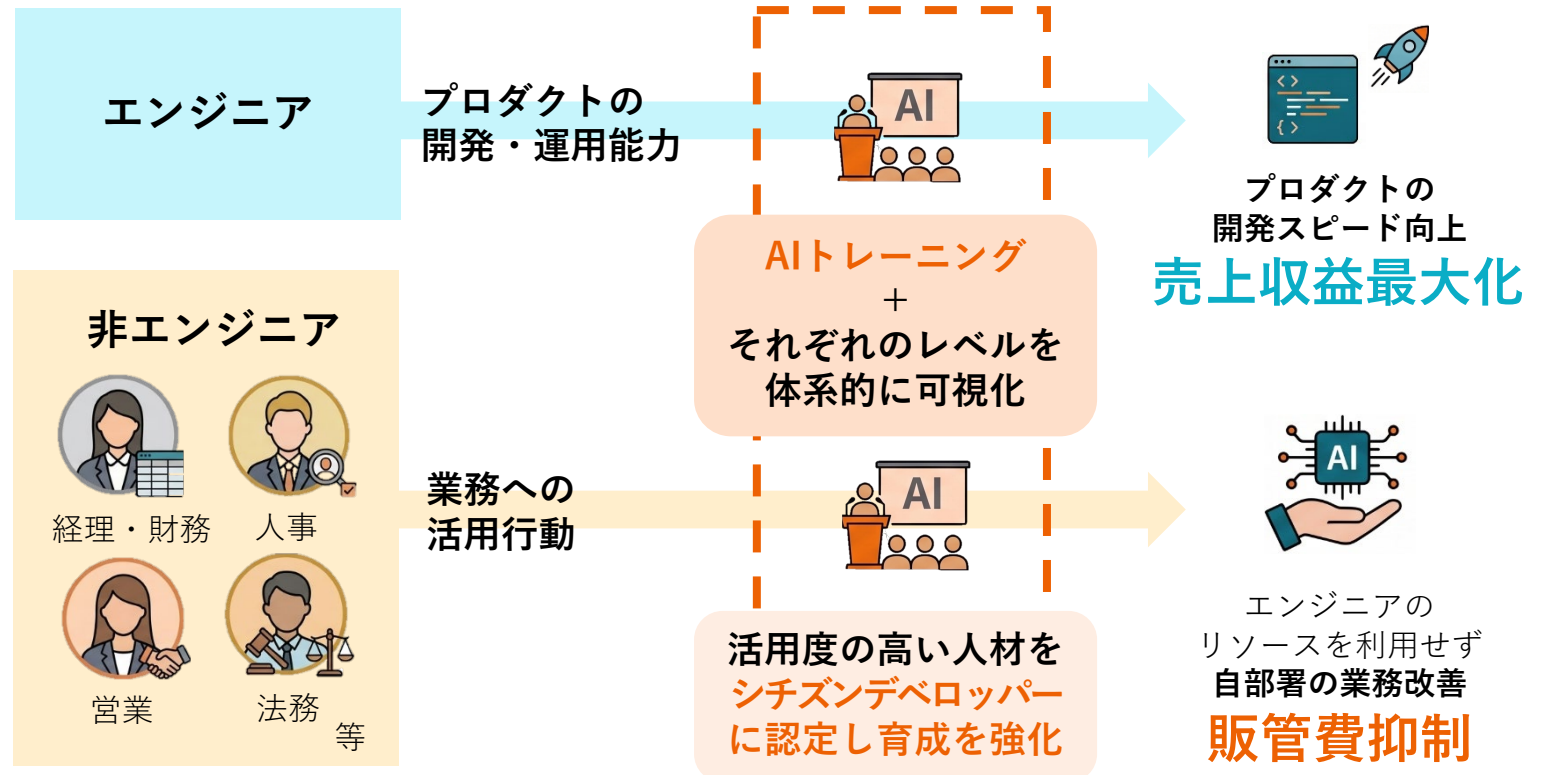 エンジニア
プロダクトの
開発・運用能力
AI
プロダクトの
開発スピード向上
売上収益最大化
AIトレーニング
+
それぞれのレベルを
体系的に可視化
非エンジニア
経理・財務
人事
営業
法務
等
業務への
活用行動
AI
AI
活用度の高い人材を
シチズンデベロッパー
に認定し育成を強化
エンジニアの
リソースを利用せず
自部署の業務改善
販管費抑制